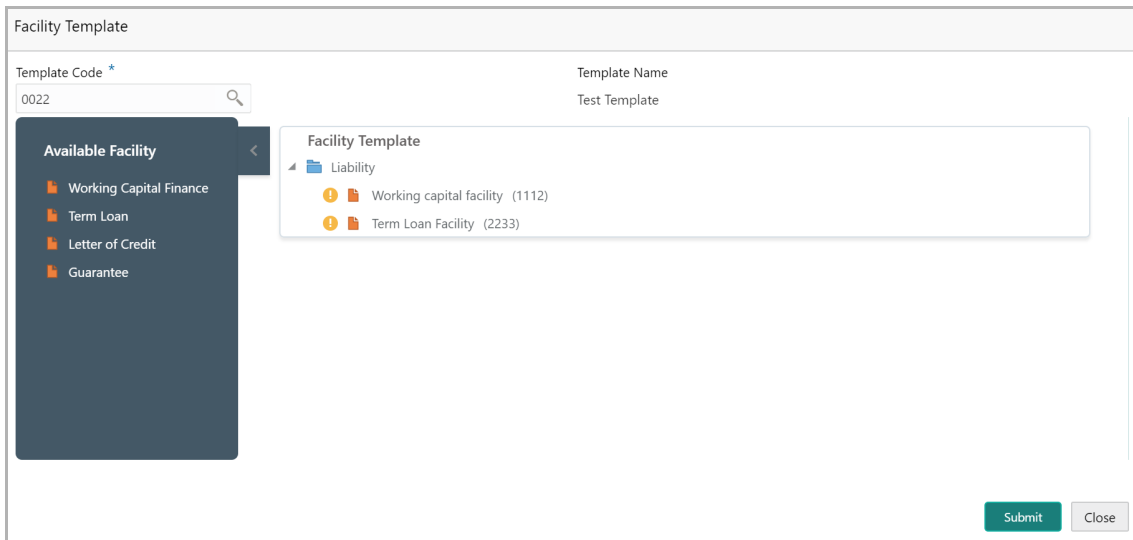 Facility Template
Template Code *
Template Name
0022
Test Template
Available Facility
Working Capital Finance
Term Loan
Letter of Credit
Guarantee
Facility Template
Liability
Working capital facility (1112)
Term Loan Facility (2233)
Submit
Close